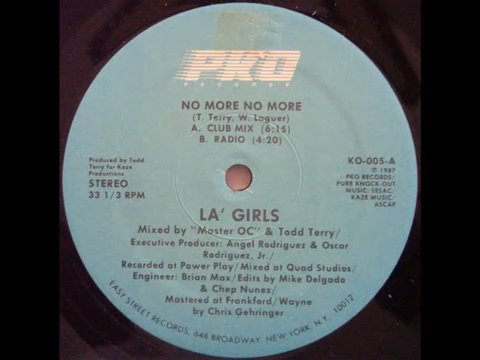 PKO
RECORDS
NO MORE NO MORE
(T. Terry, W. Laguer)
A. CLUB MIX (6:15)
B. RADIO (4:20)
Produced by Todd
Terry for Kaze
Productions
STEREO
33 1/3 RPM
KO-005-A
℗ 1987
PKO RECORDS/
PURE KNOCK-OUT
MUSIC/SESAC/
KAZE MUSIC/
ASCAP
LA' GIRLS
Mixed by "Master OC" & Todd Terry/
Executive Producer: Angel Rodriguez & Oscar
Rodriguez, Jr./
Recorded at Power Play/Mixed at Quad Studios/
Engineer: Brian Max/Edits by Mike Delgado
& Chep Nunez/
Mastered at Frankford/Wayne
by Chris Gehringer
EASY STREET RECORDS, 648 BROADWAY, NEW YORK, N.Y. 10012